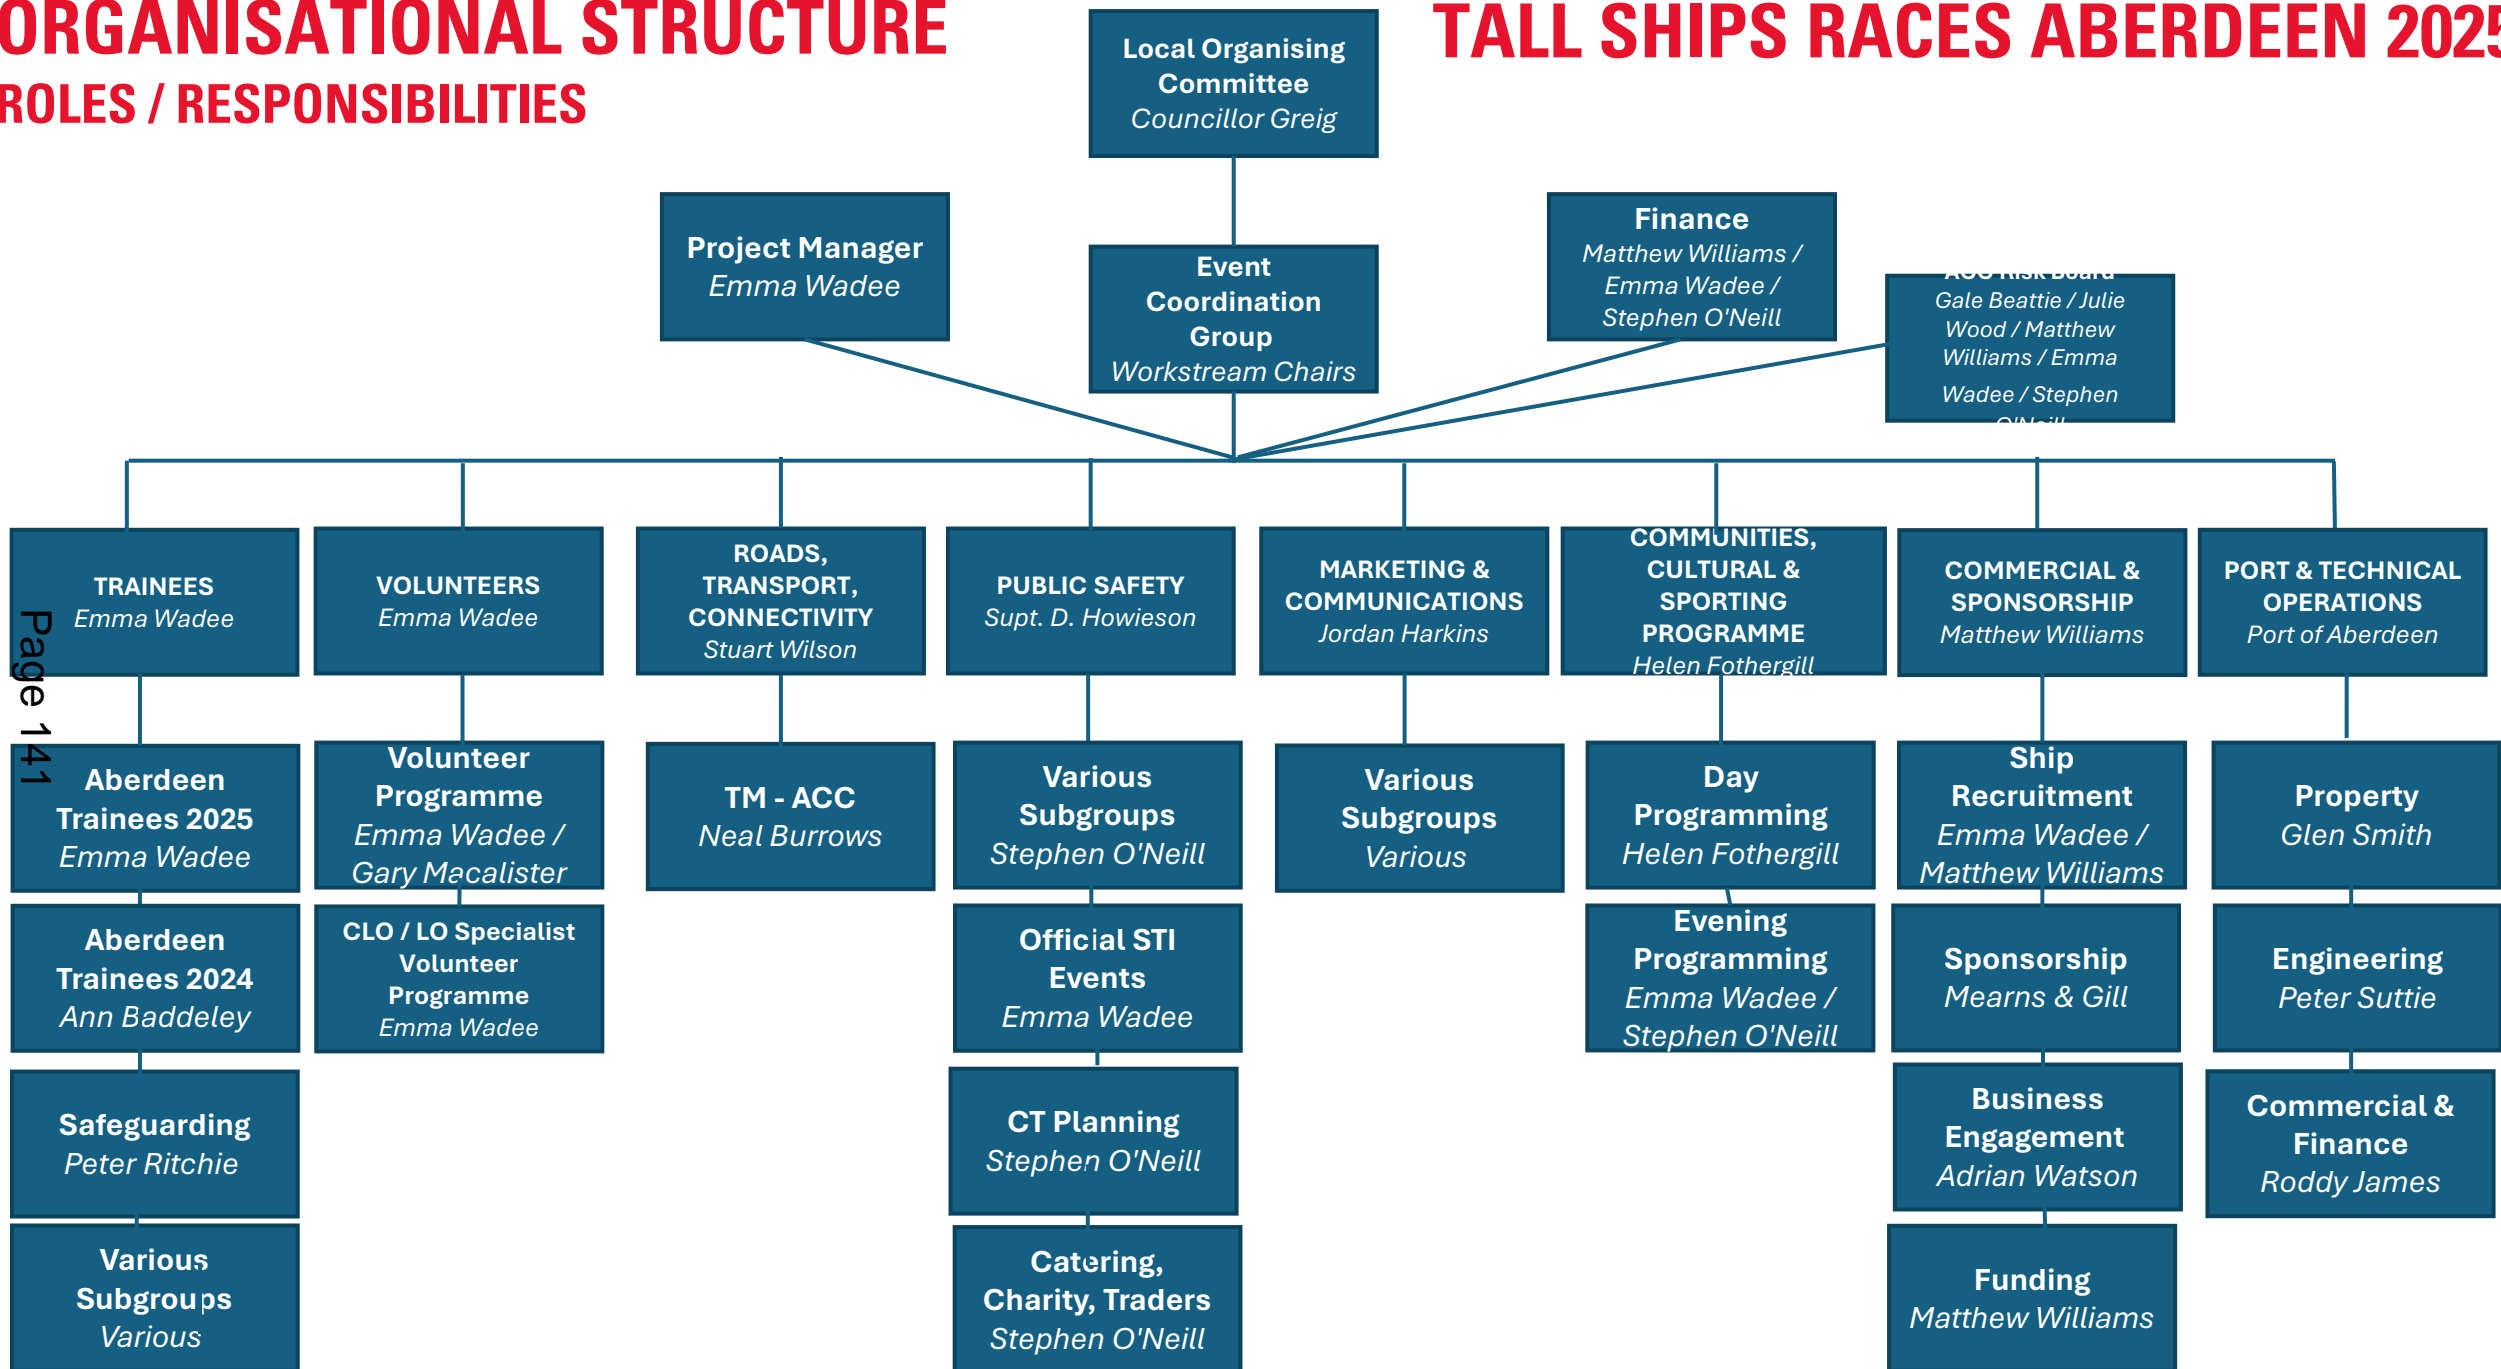 ORGANISATIONAL STRUCTURE
ROLES / RESPONSIBILITIES
TALL SHIPS RACES ABERDEEN 2025
Local Organising
Committee
Councillor Greig
Project Manager
Emma Wadee
Event
Coordination
Group
Workstream Chairs
Finance
Matthew Williams /
Emma Wadee /
Stephen O'Neill
ACC Risk Board
Gale Beattie / Julie
Wood / Matthew
Williams / Emma
Wadee / Stephen
O'Neill
TRAINEES
Emma Wadee
VOLUNTEERS
Emma Wadee
ROADS,
TRANSPORT,
CONNECTIVITY
Stuart Wilson
PUBLIC SAFETY
Supt. D. Howieson
MARKETING &
COMMUNICATIONS
Jordan Harkins
COMMUNITIES,
CULTURAL &
SPORTING
PROGRAMME
Helen Fothergill
COMMERCIAL &
SPONSORSHIP
Matthew Williams
PORT & TECHNICAL
OPERATIONS
Port of Aberdeen
Page 141
Aberdeen
Trainees 2025
Emma Wadee
Aberdeen
Trainees 2024
Ann Baddeley
Safeguarding
Peter Ritchie
Various
Subgroups
Various
Volunteer
Programme
Emma Wadee /
Gary Macalister
CLO / LO Specialist
Volunteer
Programme
Emma Wadee
TM - ACC
Neal Burrows
Various
Subgroups
Stephen O'Neill
Official STI
Events
Emma Wadee
CT Planning
Stephen O'Neill
Catering,
Charity, Traders
Stephen O'Neill
Various
Subgroups
Various
Day
Programming
Helen Fothergill
Evening
Programming
Emma Wadee /
Stephen O'Neill
Ship
Recruitment
Emma Wadee /
Matthew Williams
Sponsorship
Mearns & Gill
Business
Engagement
Adrian Watson
Funding
Matthew Williams
Property
Glen Smith
Engineering
Peter Suttie
Commercial &
Finance
Roddy James